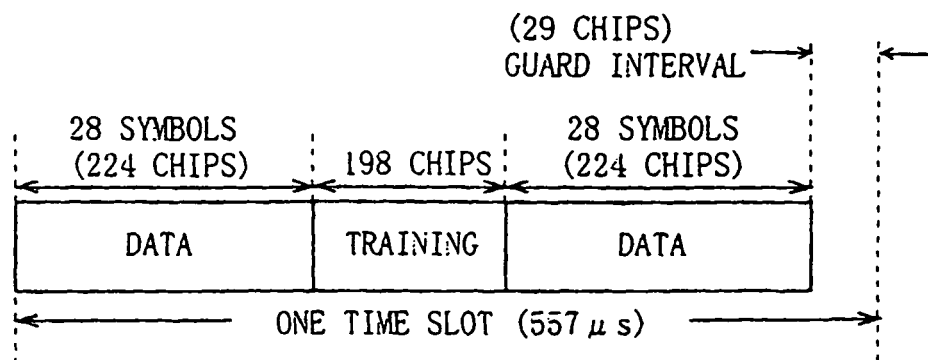 (29 CHIPS)
GUARD INTERVAL
28 SYMBOLS
(224 CHIPS)
198 CHIPS
28 SYMBOLS
(224 CHIPS)
DATA
TRAINING
DATA
ONE TIME SLOT (557 μs)